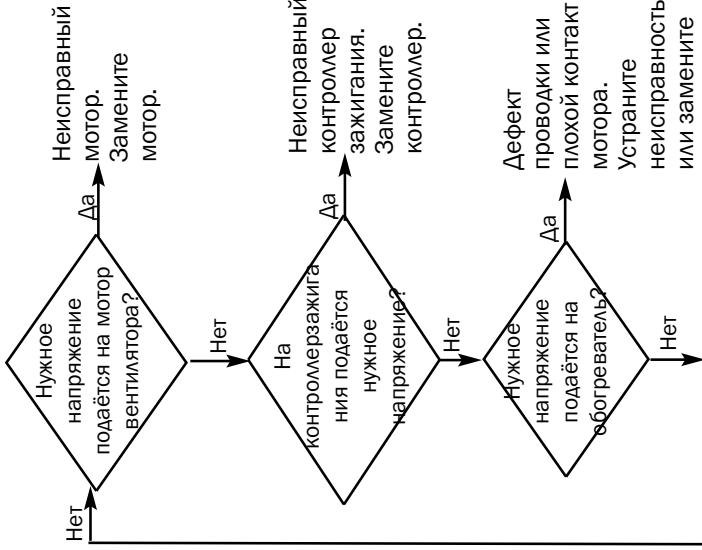 Нет
Нужное
напряжение
подаётся на мотор
вентилятора?
Да
Неисправный
мотор.
Замените
мотор.
Нет
На
контроллерзажига
ния подаётся
нужное
напряжение?
Да
Неисправный
контроллер
зажигания.
Замените
контроллер.
Нет
Нужное
напряжение
подаётся на
обогреватель?
Да
Дефект
проводки или
плохой контакт
мотора.
Устраните
неисправность
или замените
Нет